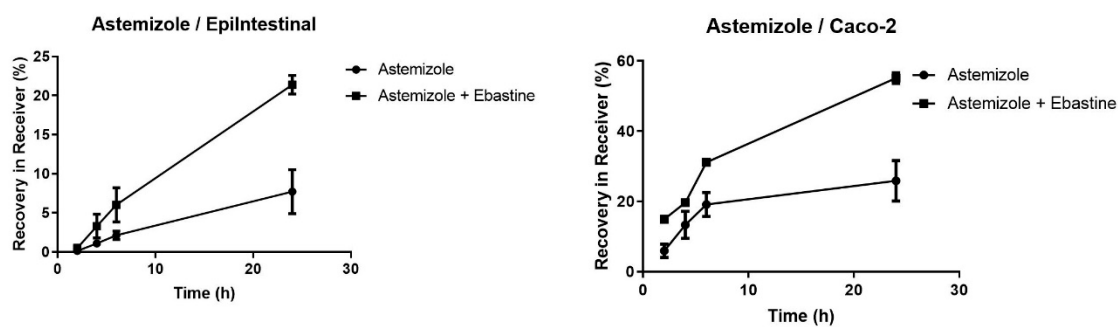 Astemizole / EpiIntestinal
Recovery in Receiver (%)
25
20
15
10
5
0
0 10 20 30
Time (h)
Astemizole
Astemizole + Ebastine
Astemizole / Caco-2
Recovery in Receiver (%)
60
40
20
0
0 10 20 30
Time (h)
Astemizole
Astemizole + Ebastine